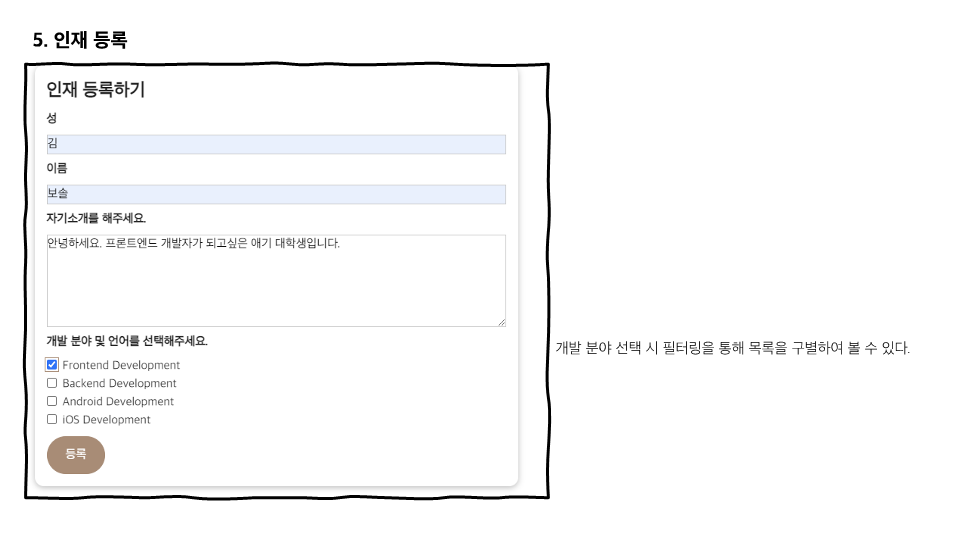 5. 인재 등록
인재 등록하기
성
김
이름
보솔
자기소개를 해주세요.
안녕하세요. 프론트엔드 개발자가 되고싶은 애기 대학생입니다.
개발 분야 및 언어를 선택해주세요.
개발 분야 선택 시 필터링을 통해 목록을 구별하여 볼 수 있다.
Frontend Development
Backend Development
Android Development
iOS Development
등록